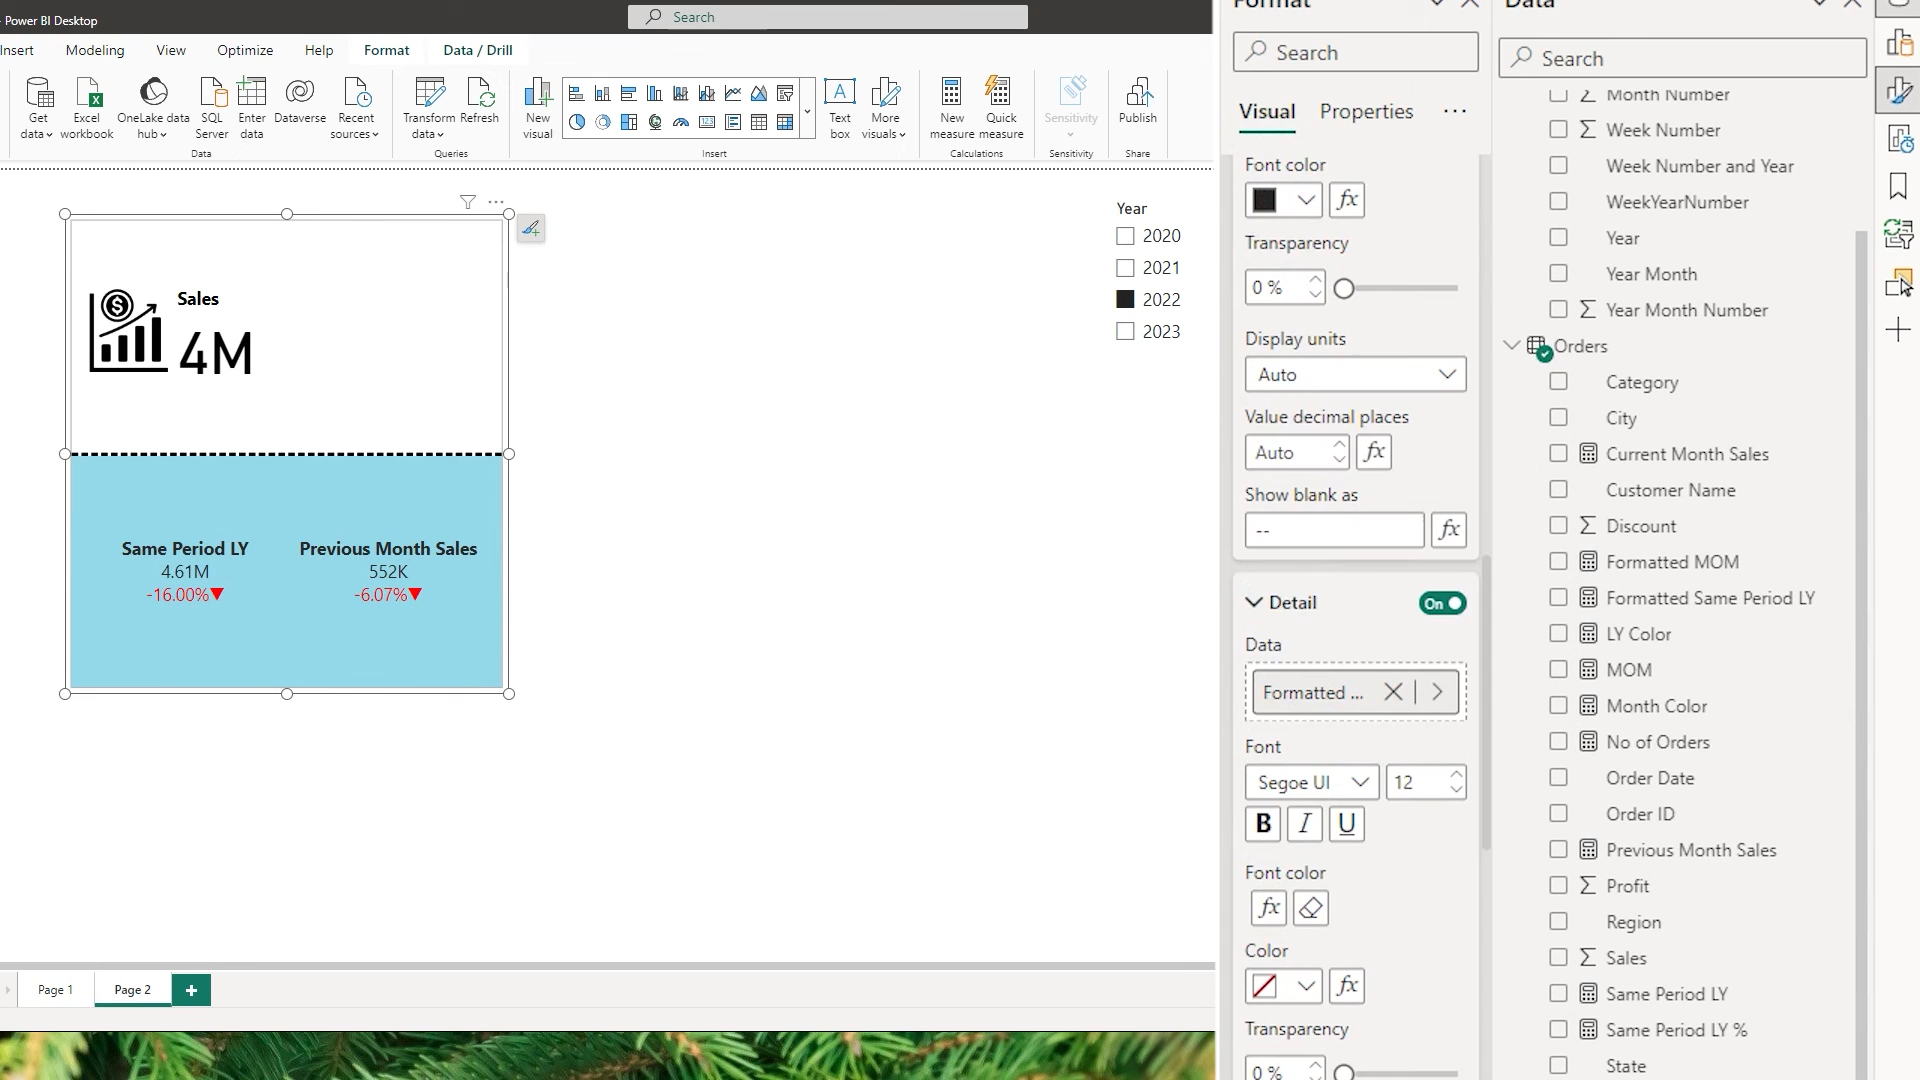 Power BI Desktop
Search
Insert
Modeling
View
Optimize
Help
Format
Data / Drill
Get data
Excel workbook
OneLake data hub
SQL Server
Enter data
Dataverse
Recent sources
Transform data
Refresh
New visual
Text box
More visuals
New measure
Quick measure
Sensitivity
Publish
Data
Queries
Insert
Calculations
Sensitivity
Share
Sales
4M
Same Period LY
4.61M
-16.00%▼
Previous Month Sales
552K
-6.07%▼
Year
2020
2021
2022
2023
Page 1
Page 2
Format
Search
Visual
Properties
Font color
Transparency
0 %
Display units
Auto
Value decimal places
Auto
Show blank as
--
Detail
On
Data
Formatted ...
Font
Segoe UI
12
B I U
Font color
Color
Transparency
0 %
Data
Search
Month Number
Week Number
Week Number and Year
WeekYearNumber
Year
Year Month
Year Month Number
Orders
Category
City
Current Month Sales
Customer Name
Discount
Formatted MOM
Formatted Same Period LY
LY Color
MOM
Month Color
No of Orders
Order Date
Order ID
Previous Month Sales
Profit
Region
Sales
Same Period LY
Same Period LY %
State